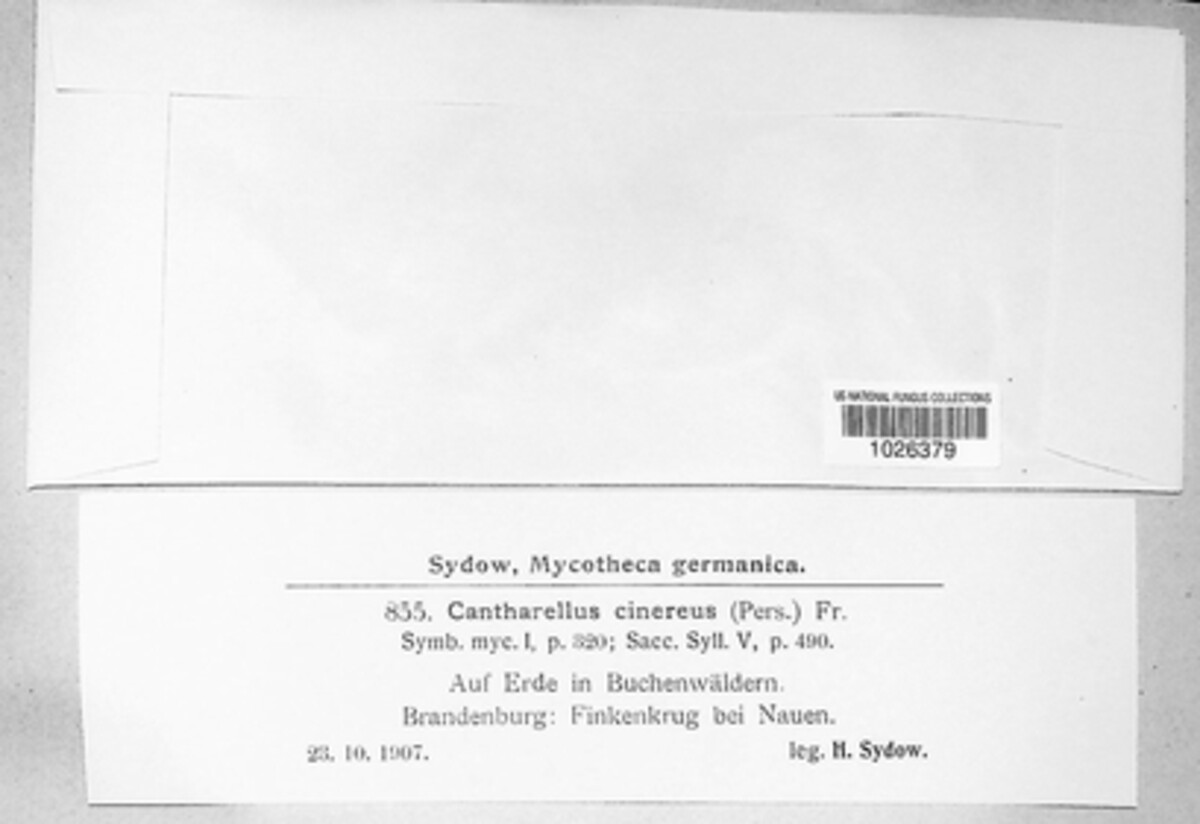 US NATIONAL FUNGUS COLLECTIONS
1026379
Sydow, Mycotheca germanica.
855. Cantharellus cinereus (Pers.) Fr.
Symb. myc. I, p. 320; Sacc. Syll. V, p. 490.
Auf Erde in Buchenwäldern.
Brandenburg: Finkenkrug bei Nauen.
23. 10. 1907. leg. H. Sydow.